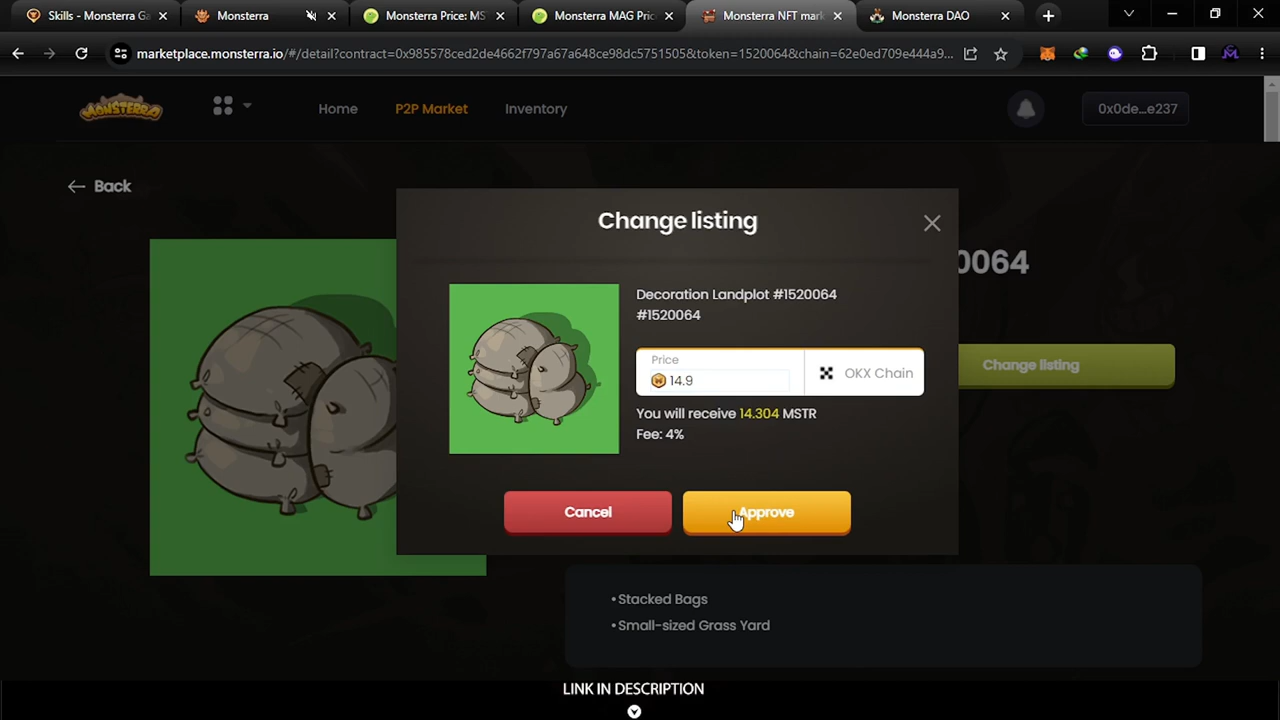 Skills - Monsterra Ga
Monsterra
Monsterra Price: MS
Monsterra MAG Pric
Monsterra NFT mark
Monsterra DAO
marketplace.monsterra.io/#/detail?contract=0x985578ced2de4662f797a67a648ce98dc5751505&token=1520064&chain=62e0ed709e444a9...
MONSTERRA
Home
P2P Market
Inventory
0x0de...e237
Back
Change listing
0064
Decoration Landplot #1520064
#1520064
Price
14.9
OKX Chain
Change listing
You will receive 14.304 MSTR
Fee: 4%
Cancel
Approve
•Stacked Bags
•Small-sized Grass Yard
LINK IN DESCRIPTION